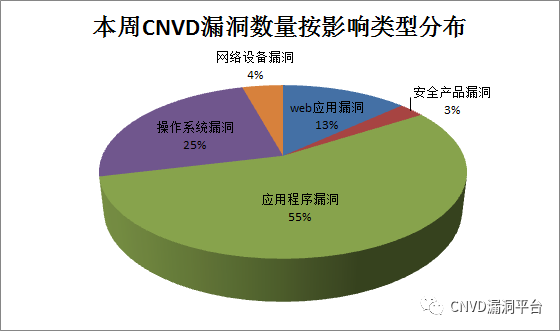 本周CNVD漏洞数量按影响类型分布
网络设备漏洞
4%
web应用漏洞
13%
安全产品漏洞
3%
操作系统漏洞
25%
应用程序漏洞
55%
CNVD漏洞平台